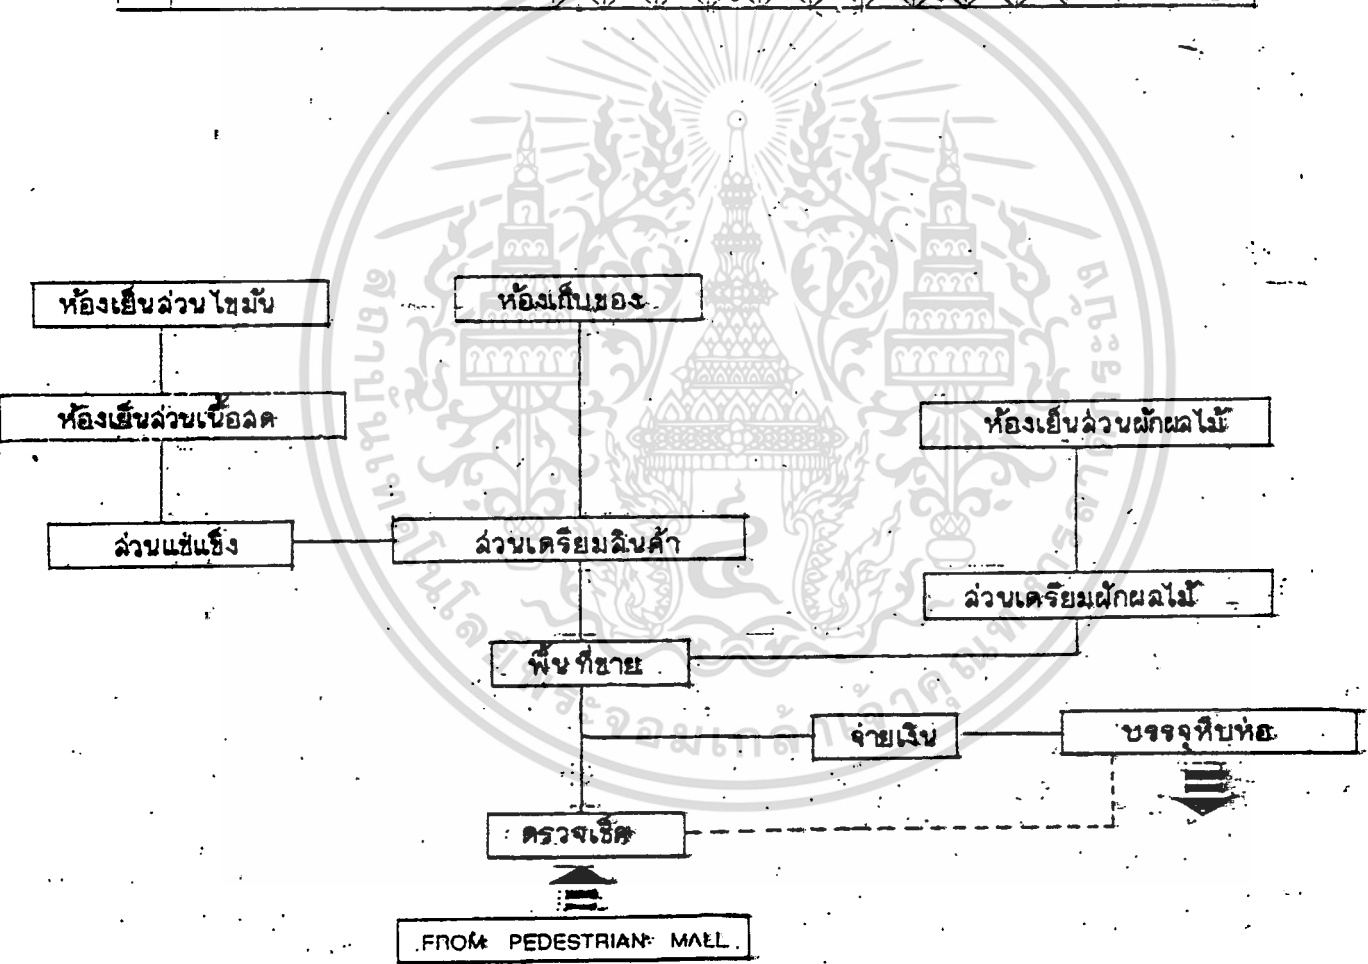 ห้องเย็นส่วนไขมัน
ห้องเก็บของ
ห้องเย็นส่วนเนื้อสด
ห้องเย็นส่วนผักผลไม้
ส่วนแช่แข็ง
ส่วนเตรียมสินค้า
ส่วนเตรียมผักผลไม้
พื้นที่ขาย
จ่ายเงิน
บรรจุหีบห่อ
ตรวจเช็ค
FROM PEDESTRIAN MALL